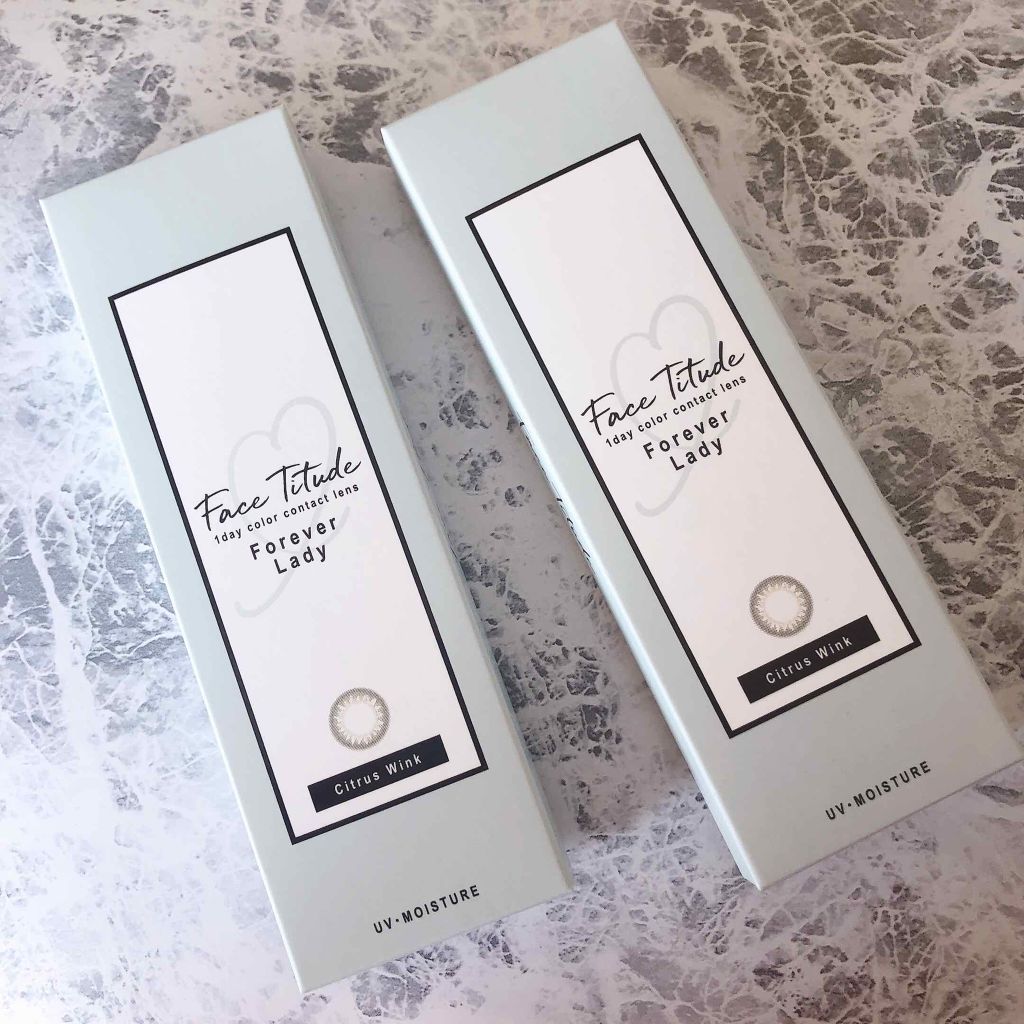 Face Titude
1day color contact lens
Forever
Lady
Citrus Wink
UV・MOISTURE
Face Titude
1day color contact lens
Forever
Lady
Citrus Wink
UV・MOISTURE